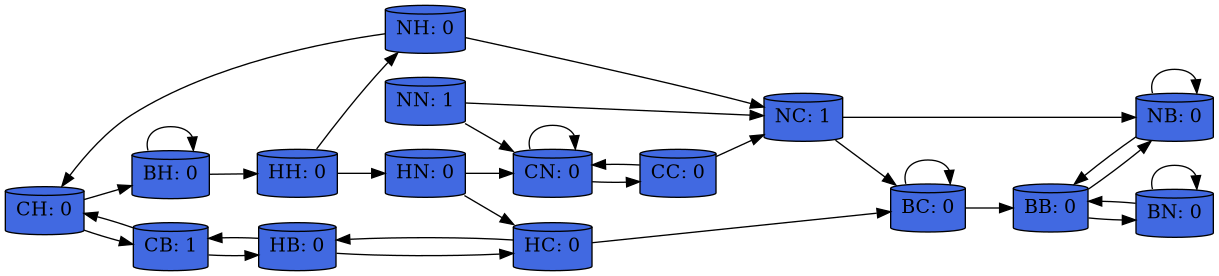 NH: 0
NN: 1
NC: 1
NB: 0
BH: 0
HH: 0
HN: 0
CN: 0
CC: 0
CH: 0
BC: 0
BB: 0
BN: 0
CB: 1
HB: 0
HC: 0